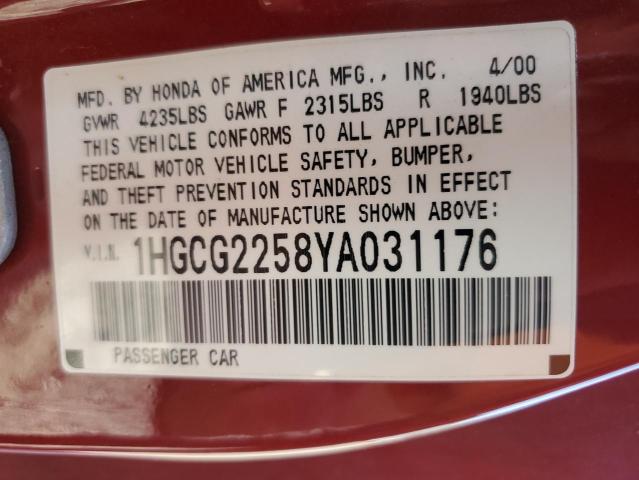 MFD. BY HONDA OF AMERICA MFG., INC. 4/00
GVWR 4235LBS GAWR F 2315LBS R 1940LBS
THIS VEHICLE CONFORMS TO ALL APPLICABLE
FEDERAL MOTOR VEHICLE SAFETY, BUMPER,
AND THEFT PREVENTION STANDARDS IN EFFECT
ON THE DATE OF MANUFACTURE SHOWN ABOVE:
V.I.N. 1HGCG2258YA031176
PASSENGER CAR